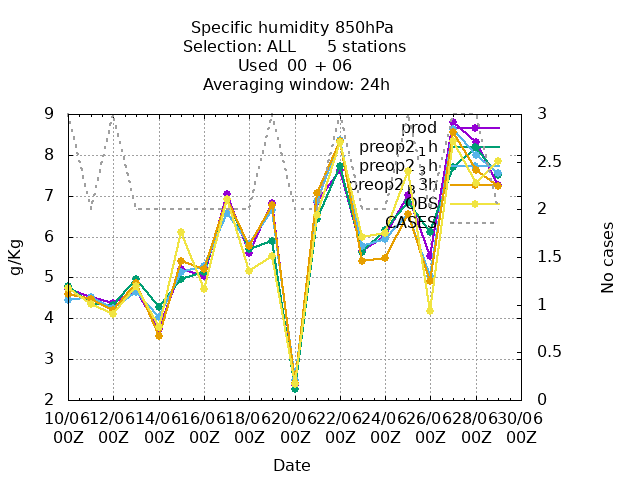 Specific humidity 850hPa
Selection: ALL 5 stations
Used 00 + 06
Averaging window: 24h
9
8
7
6
5
4
3
2
3
2.5
2
1.5
1
0.5
0
g/Kg
No cases
prod
preop2_1h
preop2_3h
OBS
CASES
10/06 12/06 14/06 16/06 18/06 20/06 22/06 24/06 26/06 28/06 30/06
00Z 00Z 00Z 00Z 00Z 00Z 00Z 00Z 00Z 00Z 00Z
Date